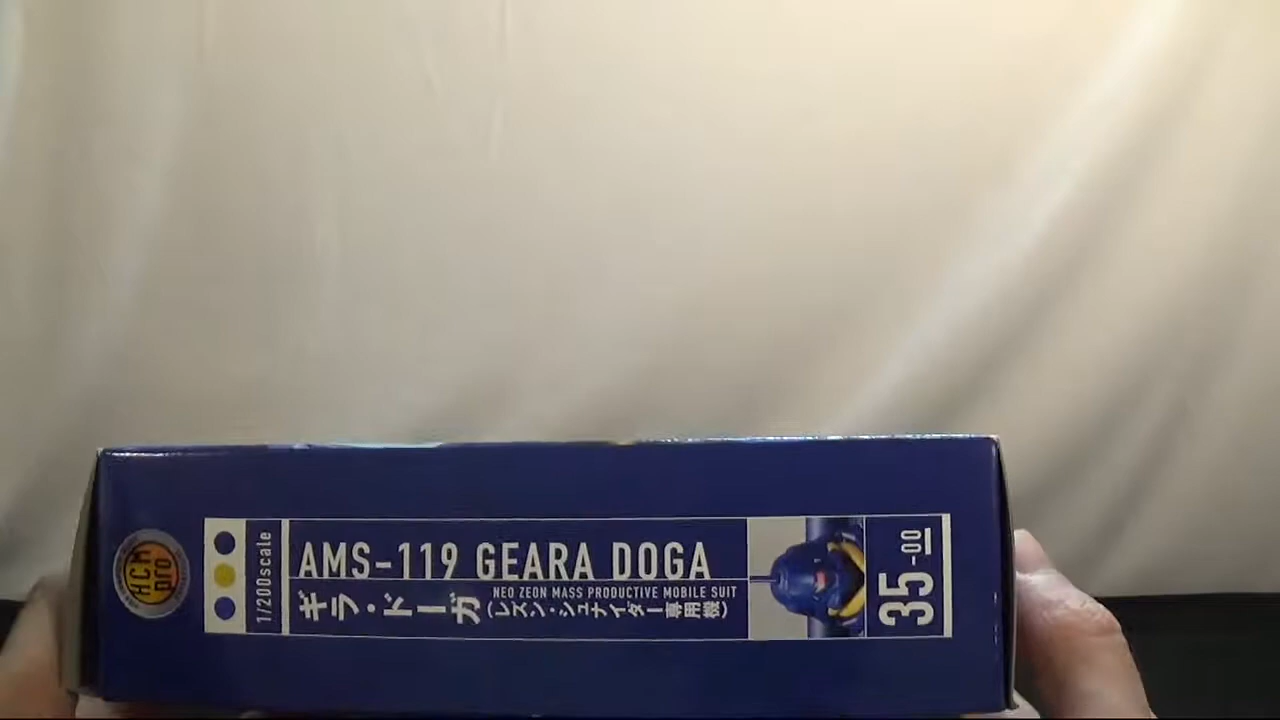 HCM
pro
1/200scale
AMS-119 GEARA DOGA
NEO ZEON MASS PRODUCTIVE MOBILE SUIT
ギラ・ドーガ(レズン・シュナイダー専用機)
35-00